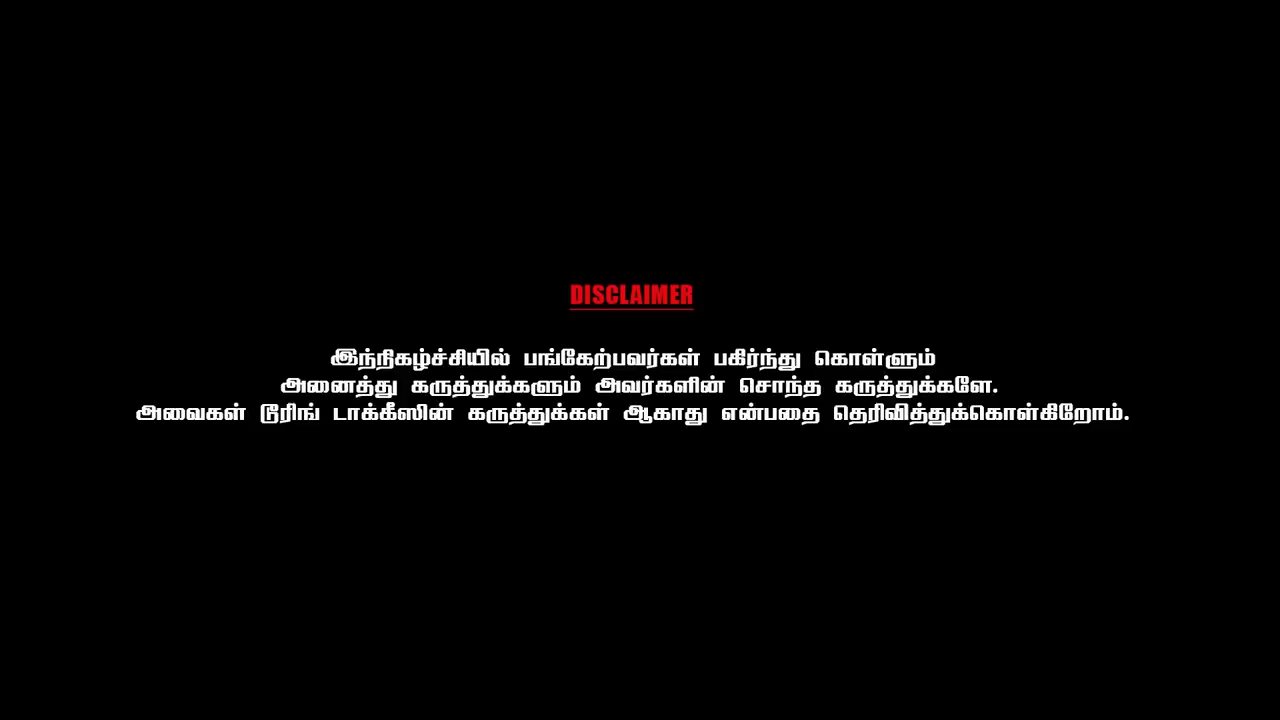 DISCLAIMER
இந்நிகழ்ச்சியில் பங்கேற்பவர்கள் பகிர்ந்து கொள்ளும்
அனைத்து கருத்துக்களும் அவர்களின் சொந்த கருத்துக்களே.
அவைகள் டூரிங் டாக்கீஸின் கருத்துக்கள் ஆகாது என்பதை தெரிவித்துக்கொள்கிறோம்.